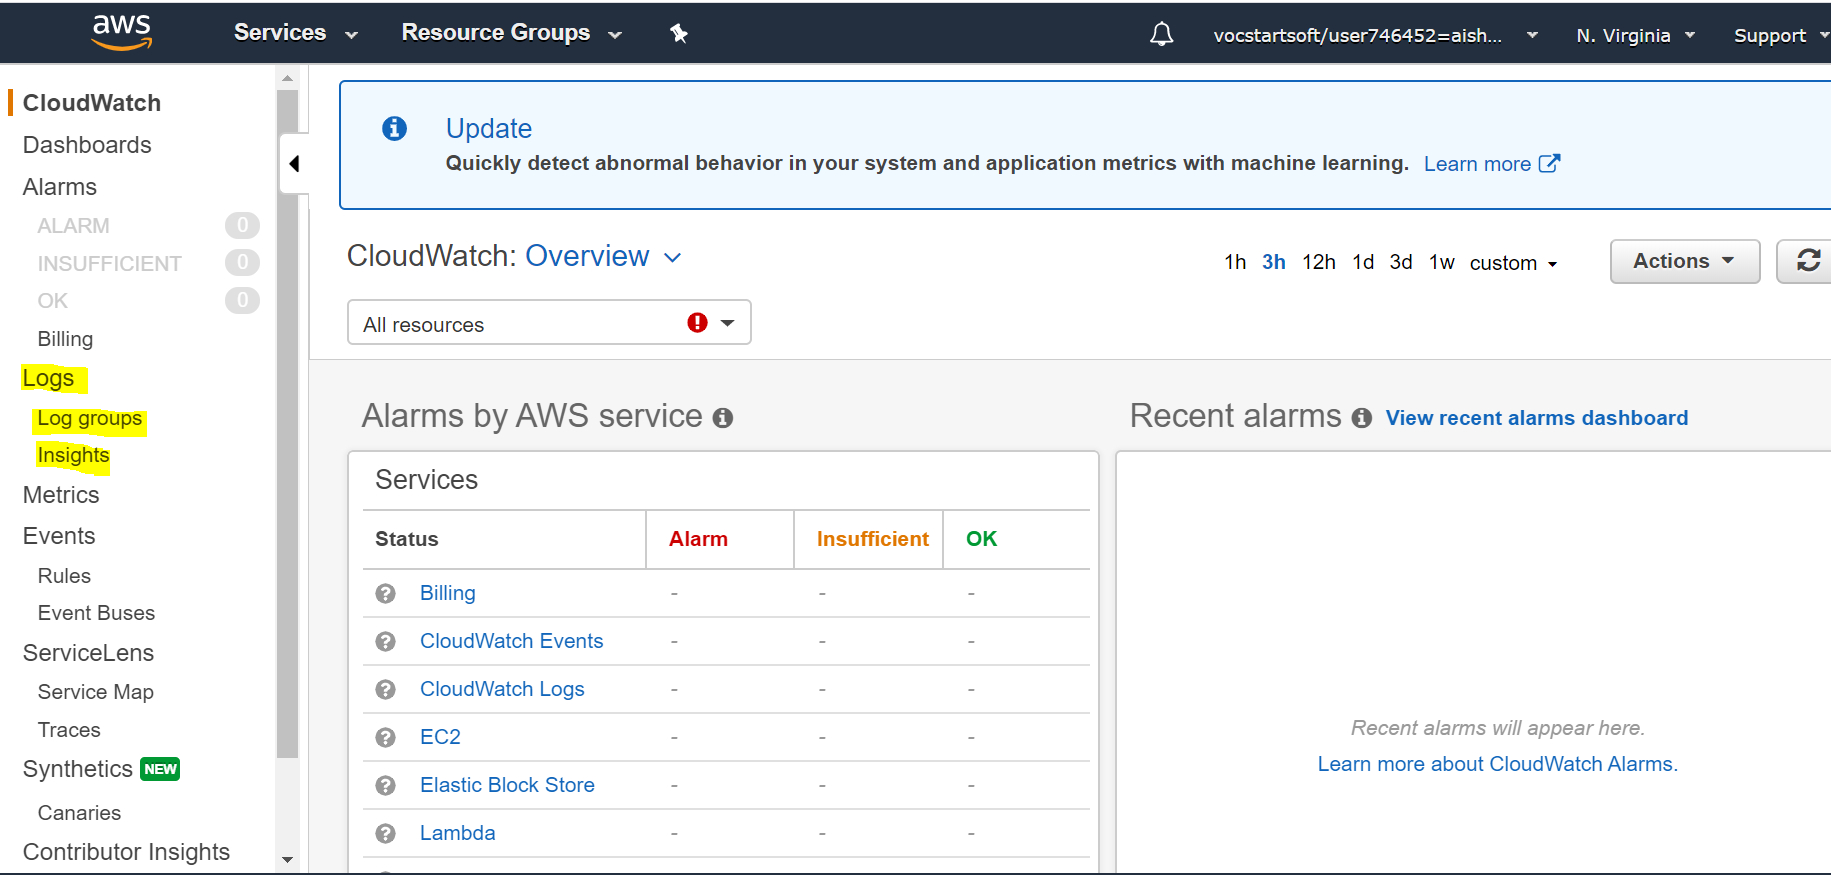 aws Services Resource Groups vocstartsoft/user746452=aish... N. Virginia Support
CloudWatch
Dashboards
Alarms
ALARM 0
INSUFFICIENT 0
OK 0
Billing
Logs
Log groups
Insights
Metrics
Events
Rules
Event Buses
ServiceLens
Service Map
Traces
Synthetics NEW
Canaries
Contributor Insights
Update
Quickly detect abnormal behavior in your system and application metrics with machine learning. Learn more
CloudWatch: Overview
1h 3h 12h 1d 3d 1w custom Actions
All resources
Alarms by AWS service
Services
Status Alarm Insufficient OK
Billing - - -
CloudWatch Events - - -
CloudWatch Logs - - -
EC2 - - -
Elastic Block Store - - -
Lambda - - -
Recent alarms View recent alarms dashboard
Recent alarms will appear here.
Learn more about CloudWatch Alarms.